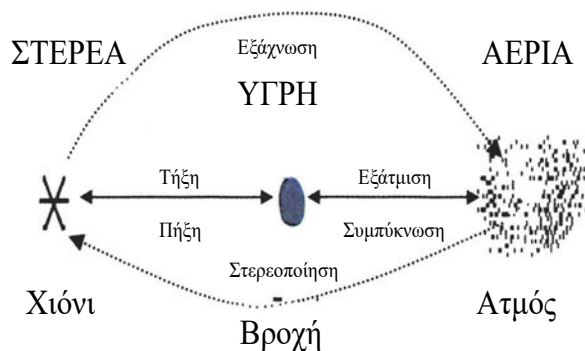 ΣΤΕΡΕΑ
Εξάχνωση
ΑΕΡΙΑ
ΥΓΡΗ
Τήξη
Εξάτμιση
Πήξη
Συμπύκνωση
Στερεοποίηση
Χιόνι
Ατμός
Βροχή